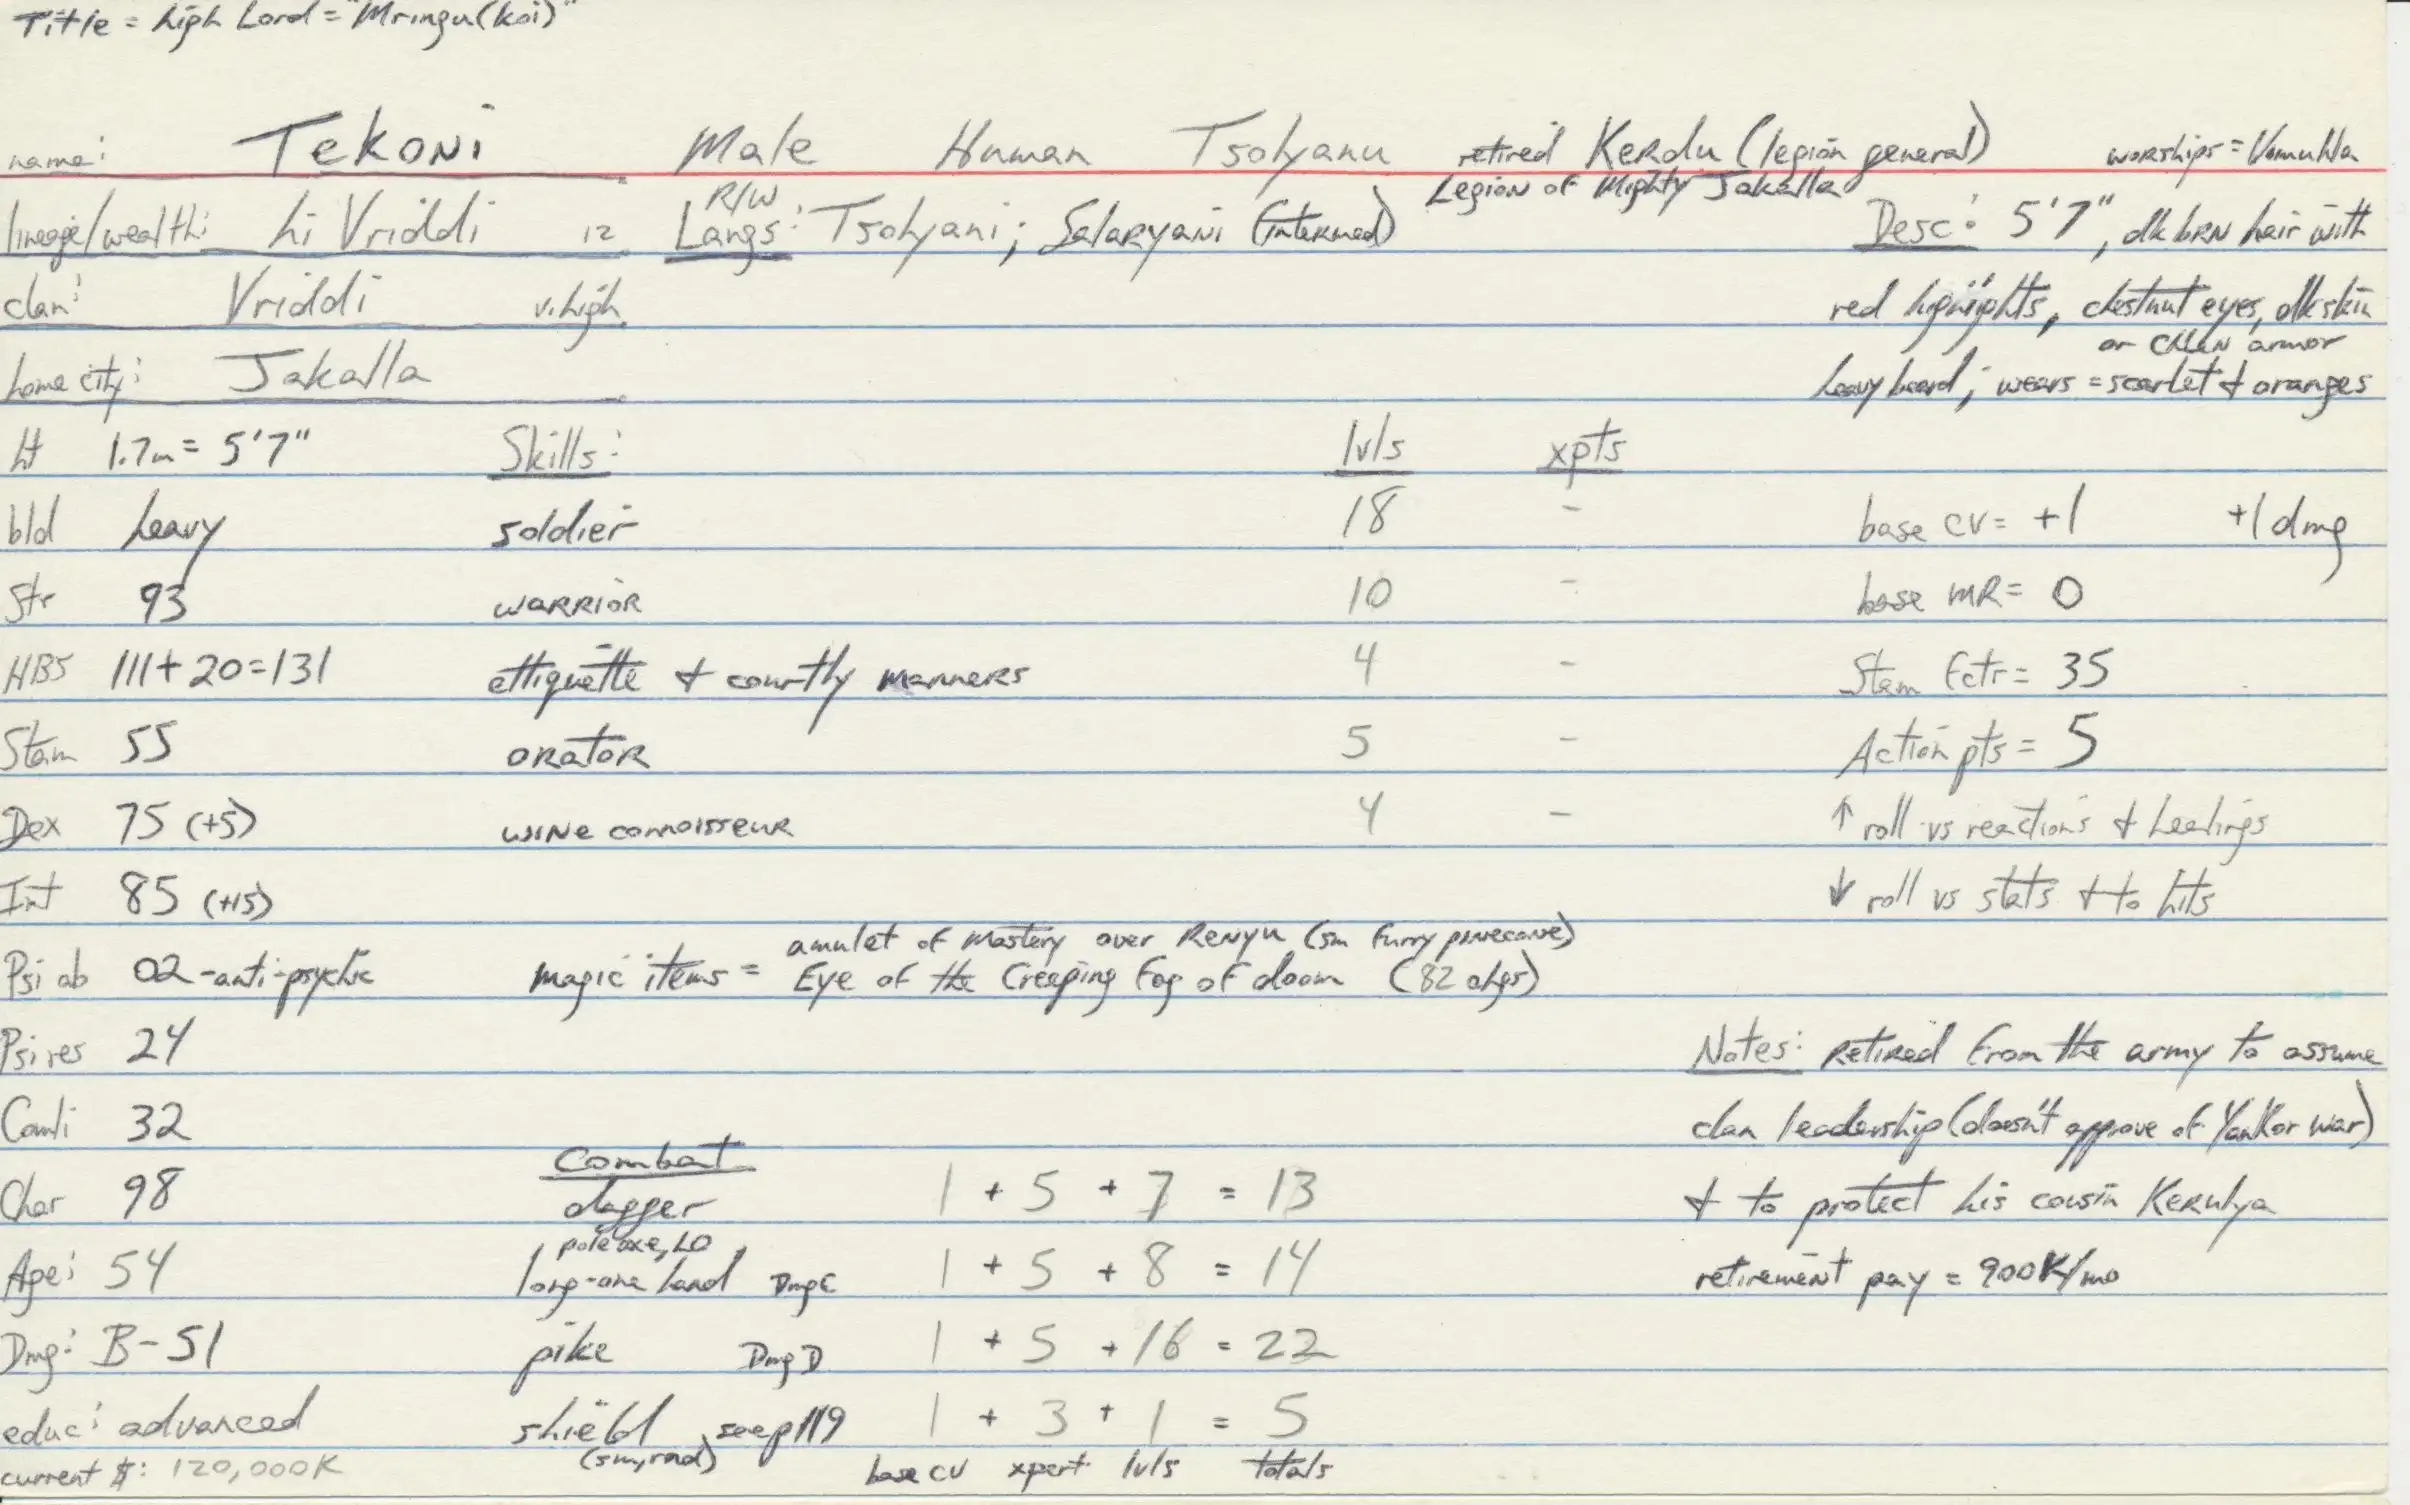 Title = high Lord = "Mringu(koi)"
name: Tekoni Male Human Tsolyanu retired Kerdu (legion general) worships = Vimuhla
Legion of Mighty Jakalla
lineage/wealth: hi Vriddi 12 R/W Langs: Tsolyani; Salaryani (intermed) Desc: 5'7", dk brn hair with
clan: Vriddi v.high red highlights, chestnut eyes, dk skin
or Chlen armor
home city: Jakalla heavy beard; wears = scarlet & oranges
ht 1.7m = 5'7" Skills: lvls xpts
bld heavy soldier 18 - base cv = +1 +1 dmg
Str 93 warrior 10 - base MR = 0
HBS 111 + 20 = 131 ettiquette & courtly manners 4 - Stam fctr = 35
Stam 55 orator 5 - Action pts = 5
Dex 75 (+5) wine connoisseur 4 - ↑ roll vs reactions & healings
Int 85 (+15) ↓ roll vs stats & to hits
amulet of mastery over Renyu (sm furry pinecone)
Psi ab 02 - anti-psychic magic items = Eye of the Creeping Fog of doom (82 chgs)
Psi res 24 Notes: retired from the army to assume
Comli 32 clan leadership (doesn't approve of Yan Kor war)
Combat
Char 98 dagger 1 + 5 + 7 = 13 & to protect his cousin Kerulya
pole axe, LO
Age: 54 long-one hand Dmg E 1 + 5 + 8 = 14 retirement pay = 900K/mo
Dmg: B-51 pike Dmg D 1 + 5 + 16 = 22
educ: advanced shield see p119 1 + 3 + 1 = 5
current $: 120,000K (sm, rnd) base cv xpert lvls totals